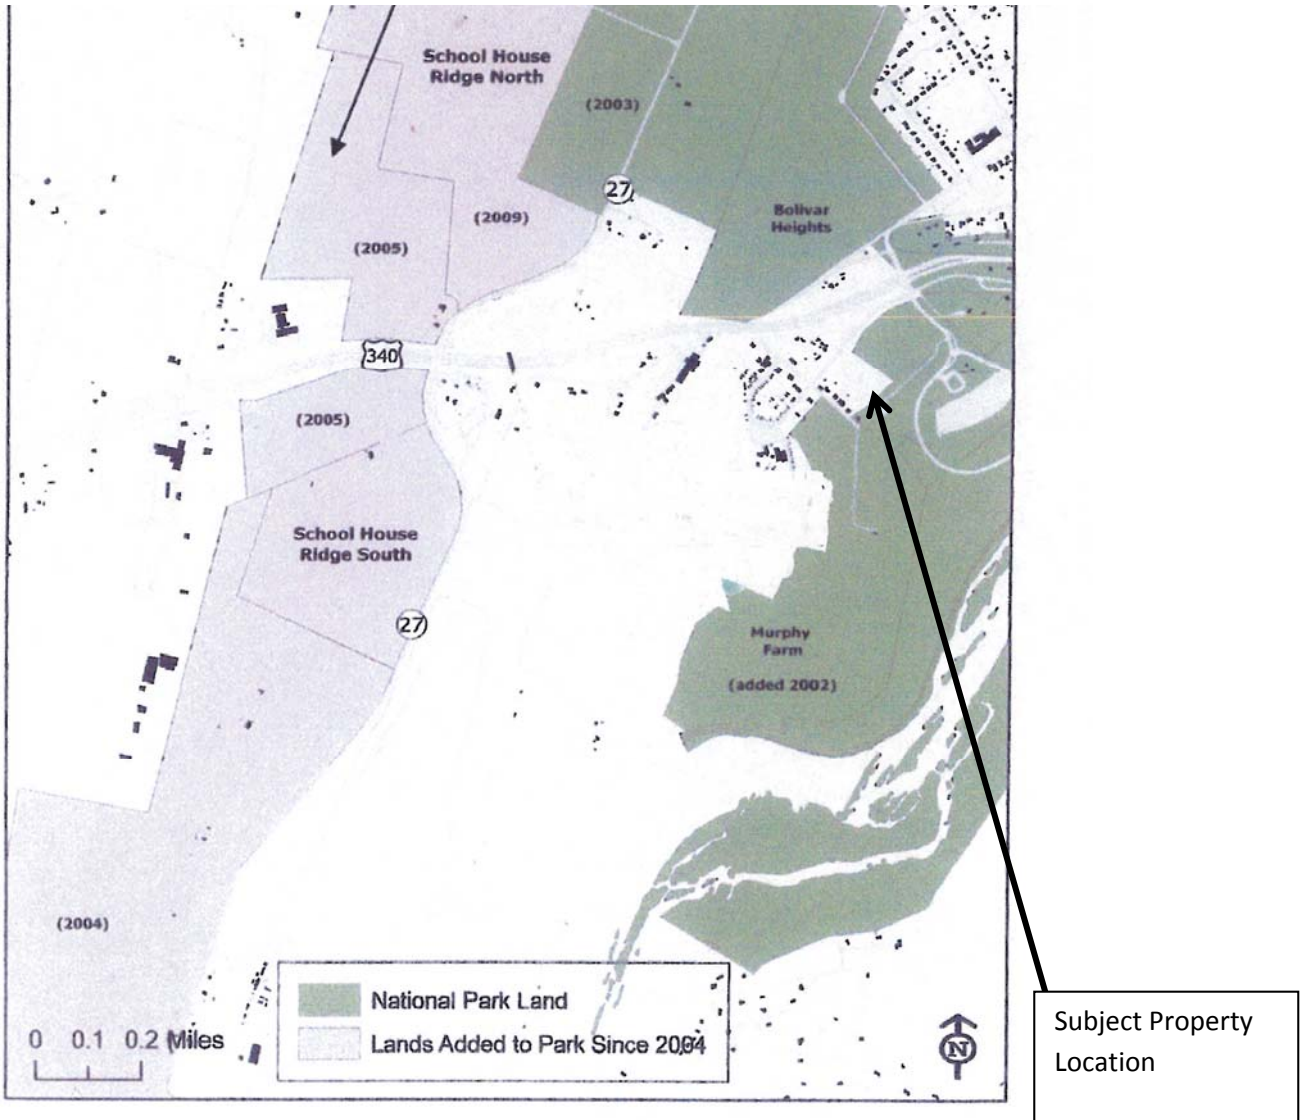 School House
Ridge North
(2003)
27
Bolivar
Heights
(2009)
(2005)
340
(2005)
School House
Ridge South
27
Murphy
Farm
(added 2002)
(2004)
National Park Land
Lands Added to Park Since 2004
0 0.1 0.2 Miles
N
Subject Property
Location